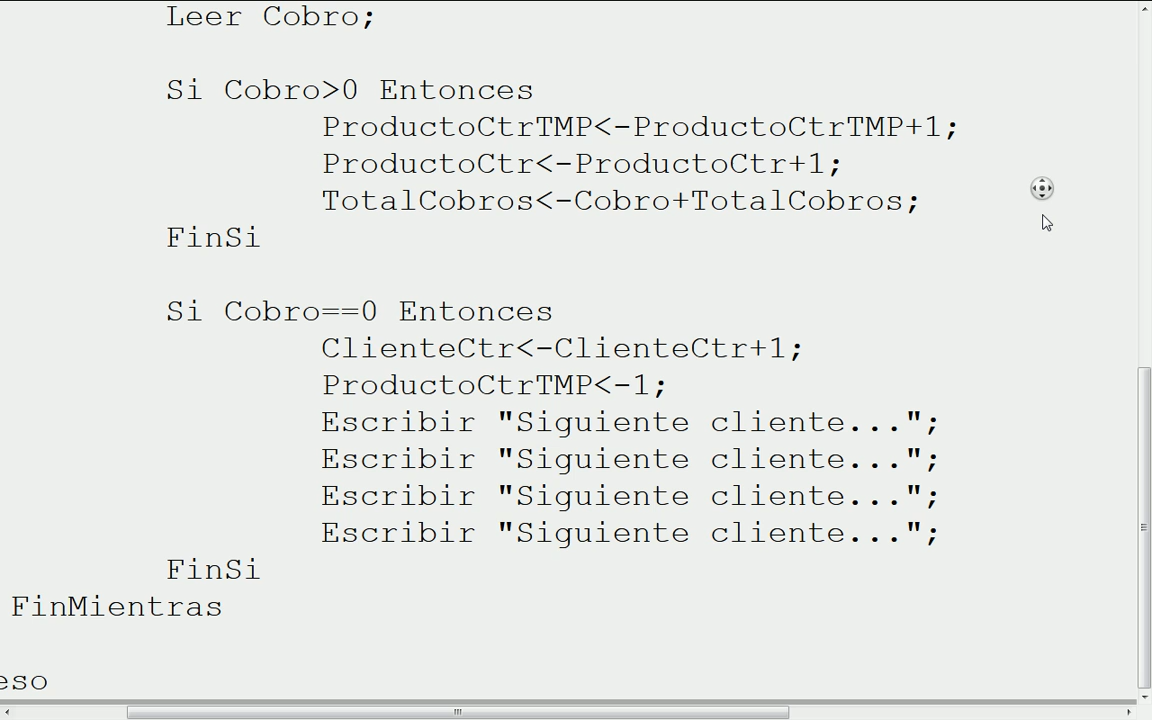 Leer Cobro;
Si Cobro>0 Entonces
ProductoCtrTMP<-ProductoCtrTMP+1;
ProductoCtr<-ProductoCtr+1;
TotalCobros<-Cobro+TotalCobros;
FinSi
Si Cobro==0 Entonces
ClienteCtr<-ClienteCtr+1;
ProductoCtrTMP<-1;
Escribir "Siguiente cliente...";
Escribir "Siguiente cliente...";
Escribir "Siguiente cliente...";
Escribir "Siguiente cliente...";
FinSi
FinMientras
eso